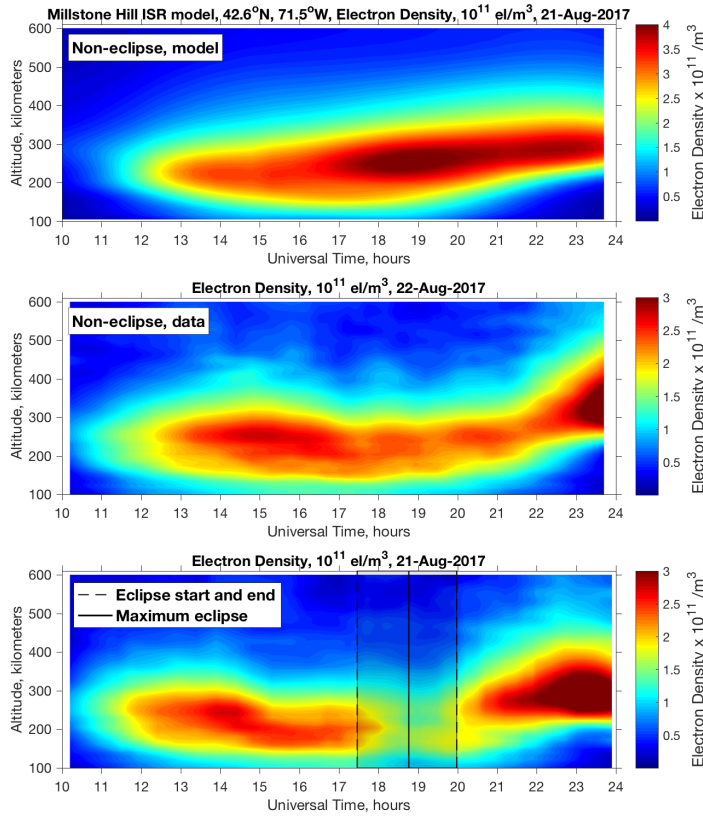 Millstone Hill ISR model, 42.6°N, 71.5°W, Electron Density, 10¹¹ el/m³, 21-Aug-2017
Non-eclipse, model
Altitude, kilometers
600
500
400
300
200
100
10 11 12 13 14 15 16 17 18 19 20 21 22 23 24
Universal Time, hours
4
3.5
3
2.5
2
1.5
1
0.5
Electron Density x 10¹¹ /m³
Electron Density, 10¹¹ el/m³, 22-Aug-2017
Non-eclipse, data
Altitude, kilometers
600
500
400
300
200
100
10 11 12 13 14 15 16 17 18 19 20 21 22 23 24
Universal Time, hours
3
2.5
2
1.5
1
0.5
Electron Density x 10¹¹ /m³
Electron Density, 10¹¹ el/m³, 21-Aug-2017
Eclipse start and end
Maximum eclipse
Altitude, kilometers
600
500
400
300
200
100
10 11 12 13 14 15 16 17 18 19 20 21 22 23 24
Universal Time, hours
3
2.5
2
1.5
1
0.5
Electron Density x 10¹¹ /m³